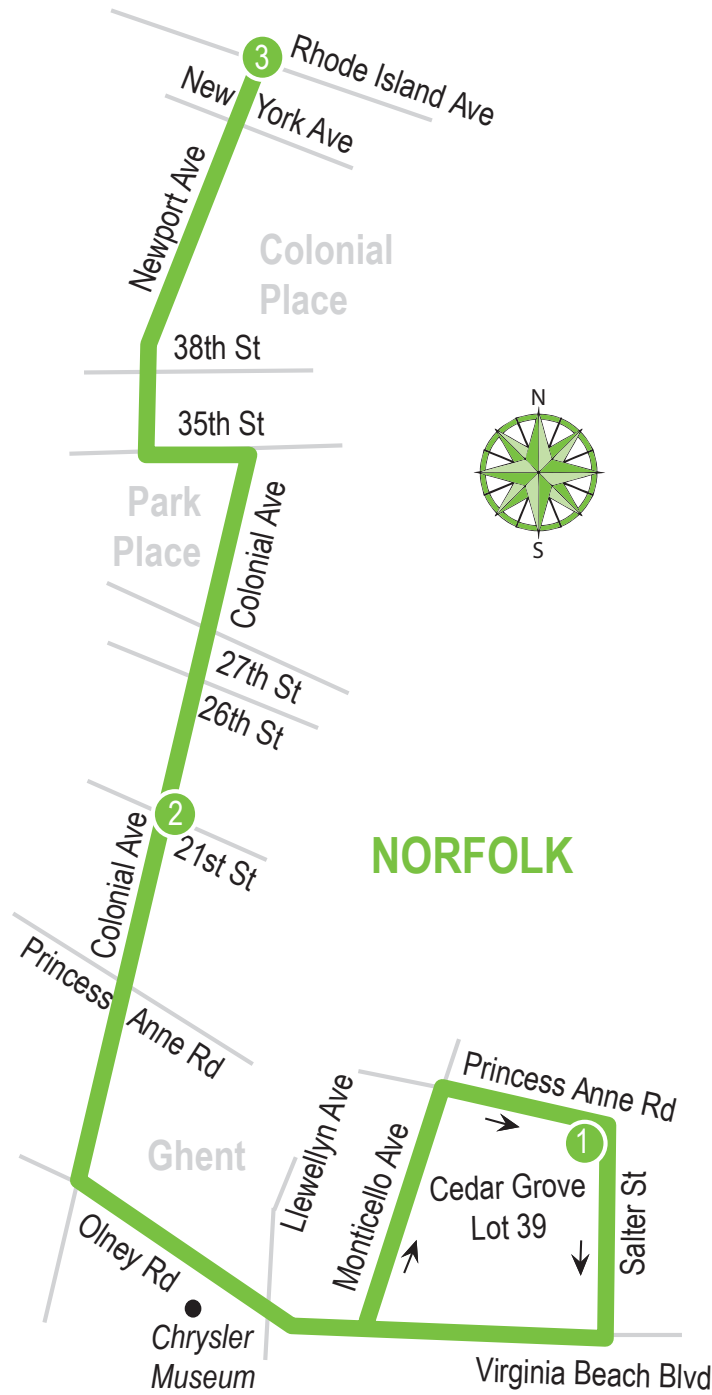 3
Rhode Island Ave
New York Ave
Newport Ave
Colonial
Place
38th St
35th St
N
S
Park
Place
Colonial Ave
27th St
26th St
2
21st St
Colonial Ave
NORFOLK
Princess Anne Rd
Princess Anne Rd
1
Ghent
Llewellyn Ave
Monticello Ave
Cedar Grove
Lot 39
Salter St
Olney Rd
Chrysler
Museum
Virginia Beach Blvd